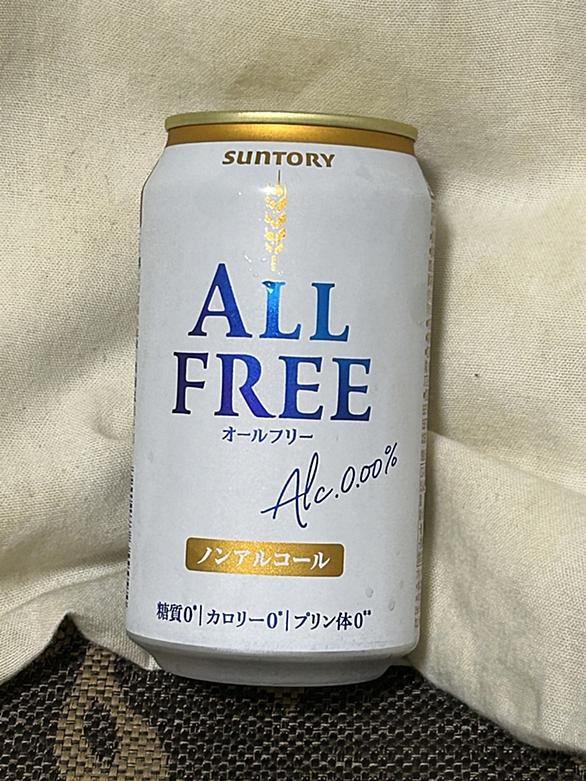 SUNTORY
ALL
FREE
オールフリー
Alc.0.00%
ノンアルコール
糖質0*|カロリー0*|プリン体0**